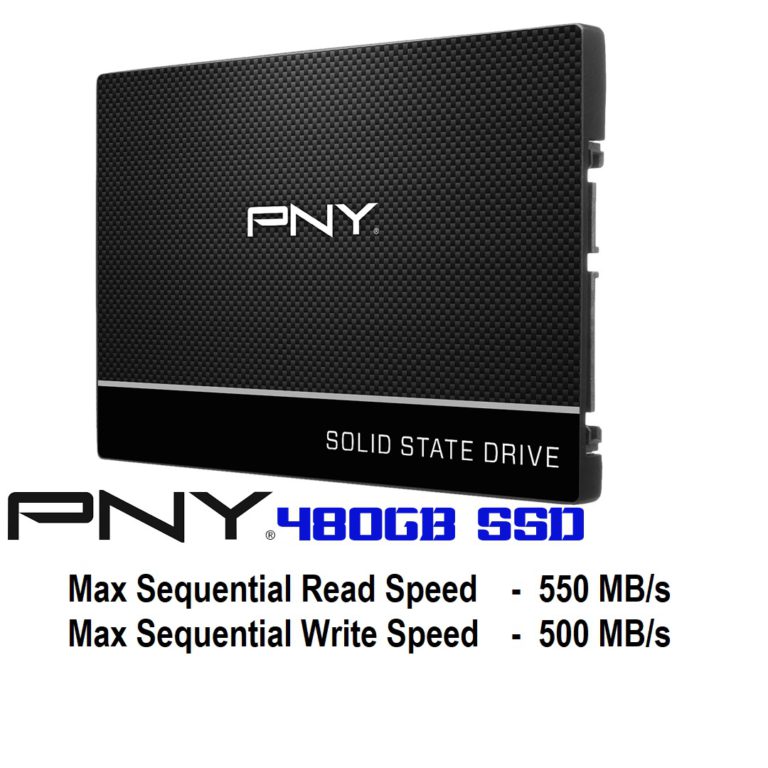 PNY®
SOLID STATE DRIVE
PNY® 480GB SSD
Max Sequential Read Speed - 550 MB/s
Max Sequential Write Speed - 500 MB/s